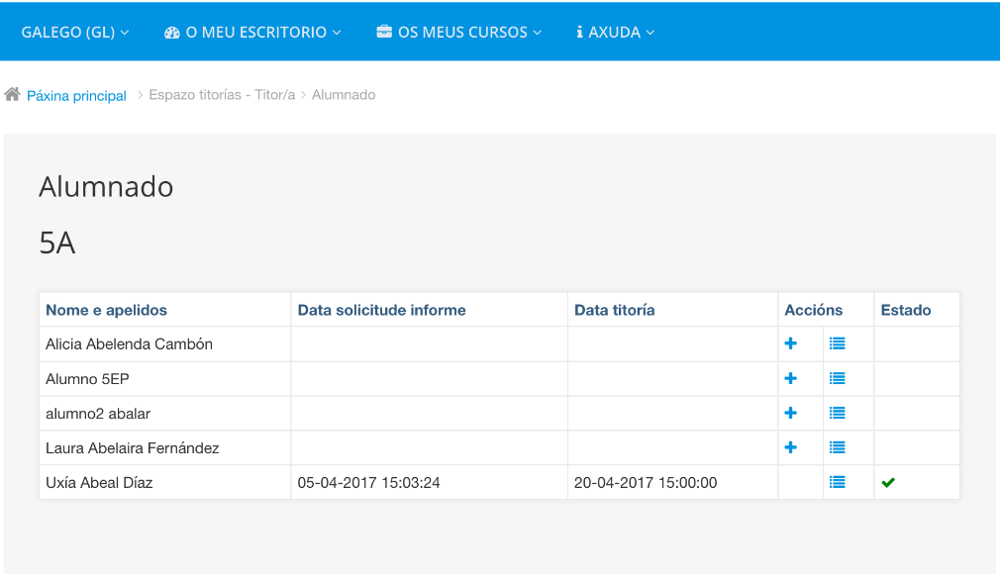 GALEGO (GL) O MEU ESCRITORIO OS MEUS CURSOS AXUDA
Páxina principal > Espazo titorías - Titor/a > Alumnado
Alumnado
5A
Nome e apelidos Data solicitude informe Data titoría Accións Estado
Alicia Abelenda Cambón
Alumno 5EP
alumno2 abalar
Laura Abelaira Fernández
Uxía Abeal Díaz 05-04-2017 15:03:24 20-04-2017 15:00:00